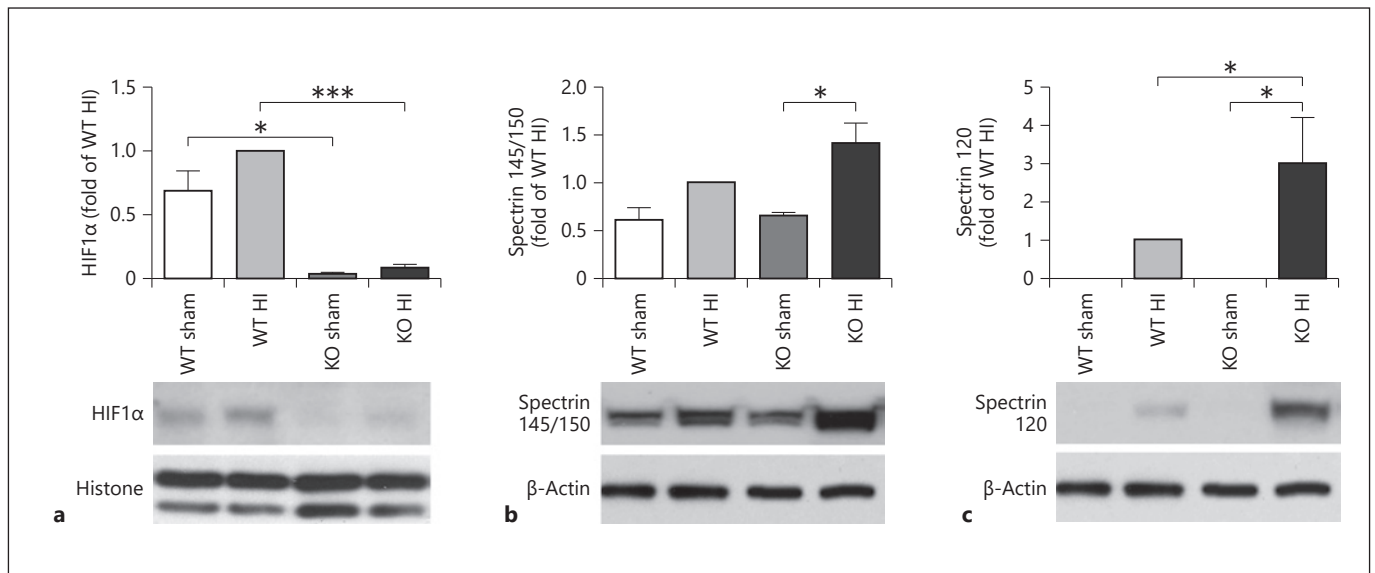 HIF1α (fold of WT HI)
1.5
1.0
0.5
0
***
*
WT sham
WT HI
KO sham
KO HI
HIF1α
Histone
a
Spectrin 145/150
(fold of WT HI)
2.0
1.5
1.0
0.5
0
*
WT sham
WT HI
KO sham
KO HI
Spectrin
145/150
β-Actin
b
Spectrin 120
(fold of WT HI)
5
4
3
2
1
0
*
*
WT sham
WT HI
KO sham
KO HI
Spectrin
120
β-Actin
c